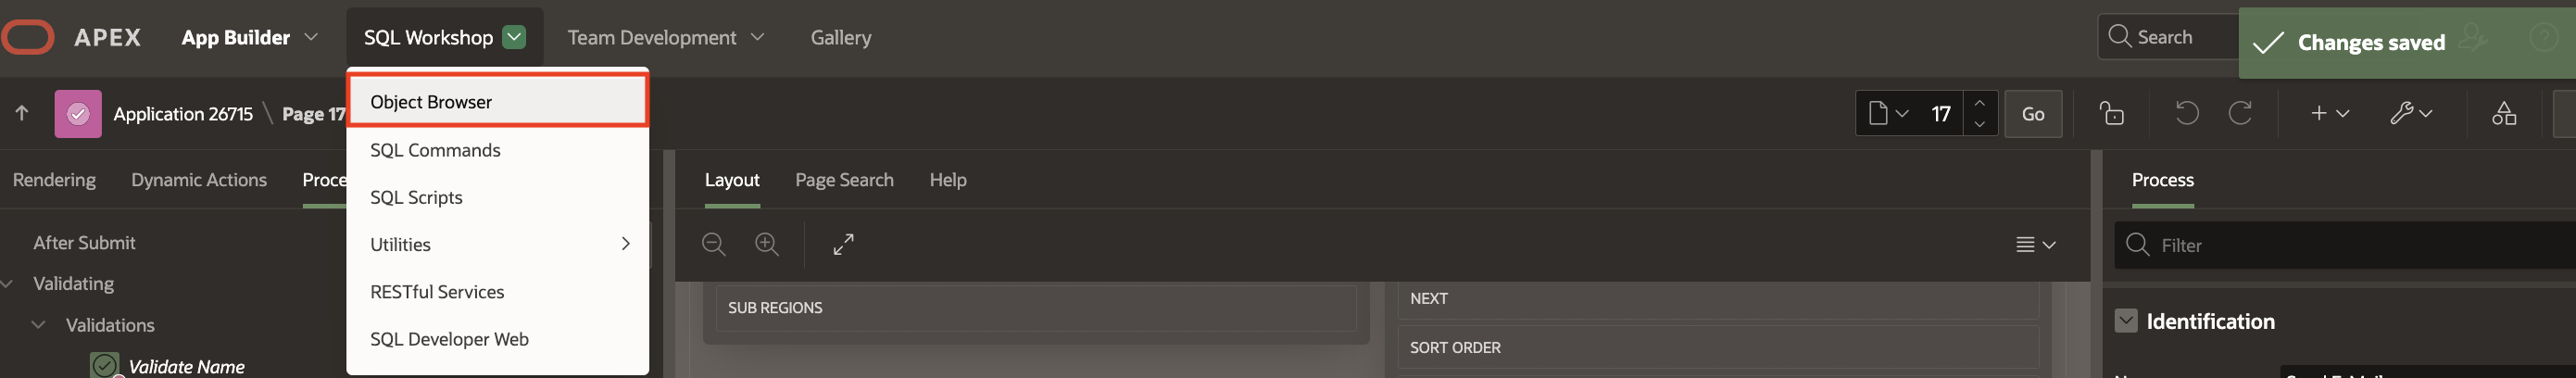 APEX App Builder SQL Workshop Team Development Gallery Search Changes saved
Application 26715 \ Page 17 17 Go
Object Browser
SQL Commands
SQL Scripts
Utilities
RESTful Services
SQL Developer Web
Rendering Dynamic Actions Proce
After Submit
Validating
Validations
Validate Name
Layout Page Search Help
SUB REGIONS
NEXT
SORT ORDER
Process
Filter
Identification